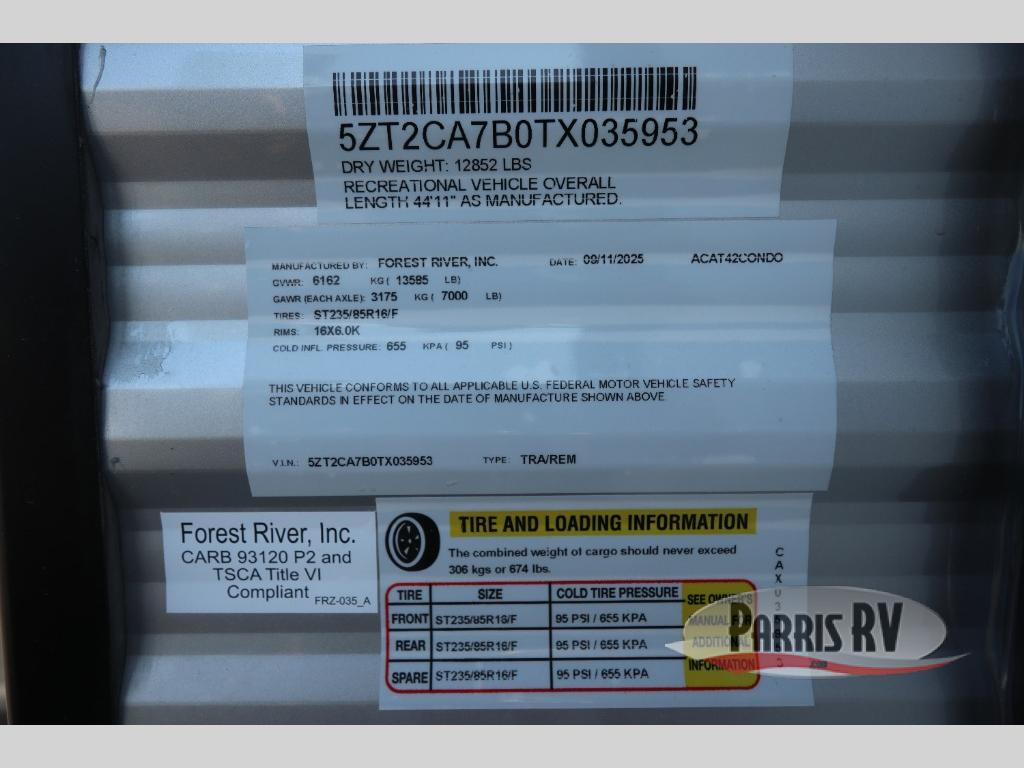 5ZT2CA7B0TX035953
DRY WEIGHT: 12852 LBS
RECREATIONAL VEHICLE OVERALL
LENGTH 44'11" AS MANUFACTURED.
MANUFACTURED BY: FOREST RIVER, INC. DATE: 09/11/2025 ACAT42CONDO
GVWR: 6162 KG ( 13585 LB)
GAWR (EACH AXLE): 3175 KG ( 7000 LB)
TIRES: ST235/85R16/F
RIMS: 16X6.0K
COLD INFL. PRESSURE: 655 KPA ( 95 PSI )
THIS VEHICLE CONFORMS TO ALL APPLICABLE U.S. FEDERAL MOTOR VEHICLE SAFETY
STANDARDS IN EFFECT ON THE DATE OF MANUFACTURE SHOWN ABOVE.
V.I.N.: 5ZT2CA7B0TX035953 TYPE: TRA/REM
Forest River, Inc.
CARB 93120 P2 and
TSCA Title VI
Compliant FRZ-035_A
TIRE AND LOADING INFORMATION
The combined weight of cargo should never exceed
306 kgs or 674 lbs.
TIRE SIZE COLD TIRE PRESSURE SEE OWNER'S
FRONT ST235/85R16/F 95 PSI / 655 KPA MANUAL FOR
REAR ST235/85R16/F 95 PSI / 655 KPA ADDITIONAL
SPARE ST235/85R16/F 95 PSI / 655 KPA INFORMATION
PARRIS RV
.com